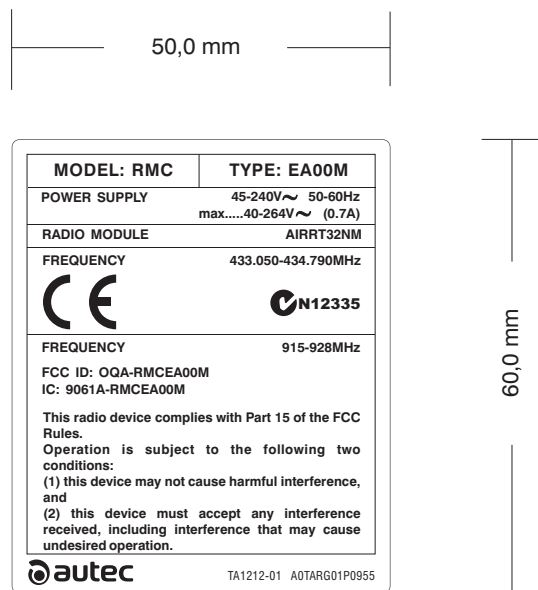 50,0 mm
MODEL: RMC TYPE: EA00M
POWER SUPPLY 45-240V~ 50-60Hz
max.....40-264V~ (0.7A)
RADIO MODULE AIRRT32NM
FREQUENCY 433.050-434.790MHz
CE N12335
FREQUENCY 915-928MHz
FCC ID: OQA-RMCEA00M
IC: 9061A-RMCEA00M
This radio device complies with Part 15 of the FCC
Rules.
Operation is subject to the following two
conditions:
(1) this device may not cause harmful interference,
and
(2) this device must accept any interference
received, including interference that may cause
undesired operation.
autec TA1212-01 A0TARG01P0955
60,0 mm